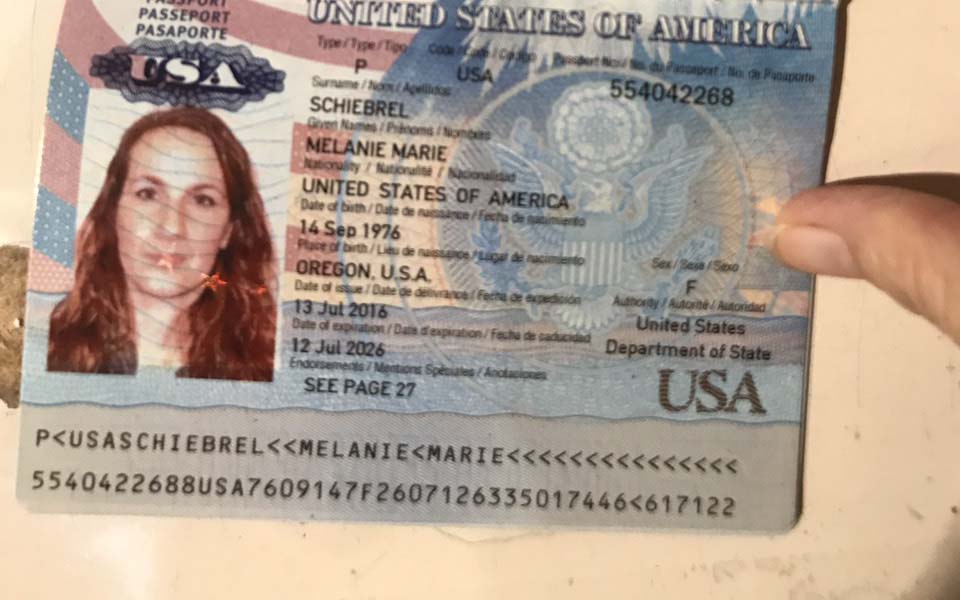 PASSPORT
PASSEPORT
PASAPORTE
USA
UNITED STATES OF AMERICA
Type / Type / Tipo Code / Code / Código Passport No. / No. du Passeport / No. de Pasaporte
P USA 554042268
Surname / Nom / Apellidos
SCHIEBREL
Given Names / Prénoms / Nombres
MELANIE MARIE
Nationality / Nationalité / Nacionalidad
UNITED STATES OF AMERICA
Date of birth / Date de naissance / Fecha de nacimiento
14 Sep 1976
Place of birth / Lieu de naissance / Lugar de nacimiento
OREGON, U.S.A.
Sex / Sexe / Sexo
F
Date of issue / Date de délivrance / Fecha de expedición
13 Jul 2016
Authority / Autorité / Autoridad
United States
Department of State
Date of expiration / Date d'expiration / Fecha de caducidad
12 Jul 2026
Endorsements / Mentions Spéciales / Anotaciones
SEE PAGE 27
USA
P<USASCHIEBREL<<MELANIE<MARIE<<<<<<<<<<<<<<<
5540422688USA7609147F2607126335017446<617122